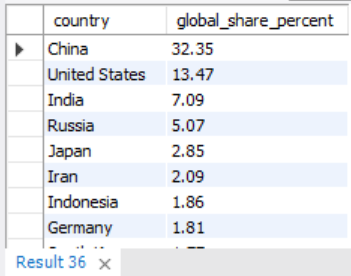 country global_share_percent
China 32.35
United States 13.47
India 7.09
Russia 5.07
Japan 2.85
Iran 2.09
Indonesia 1.86
Germany 1.81
Result 36 ×